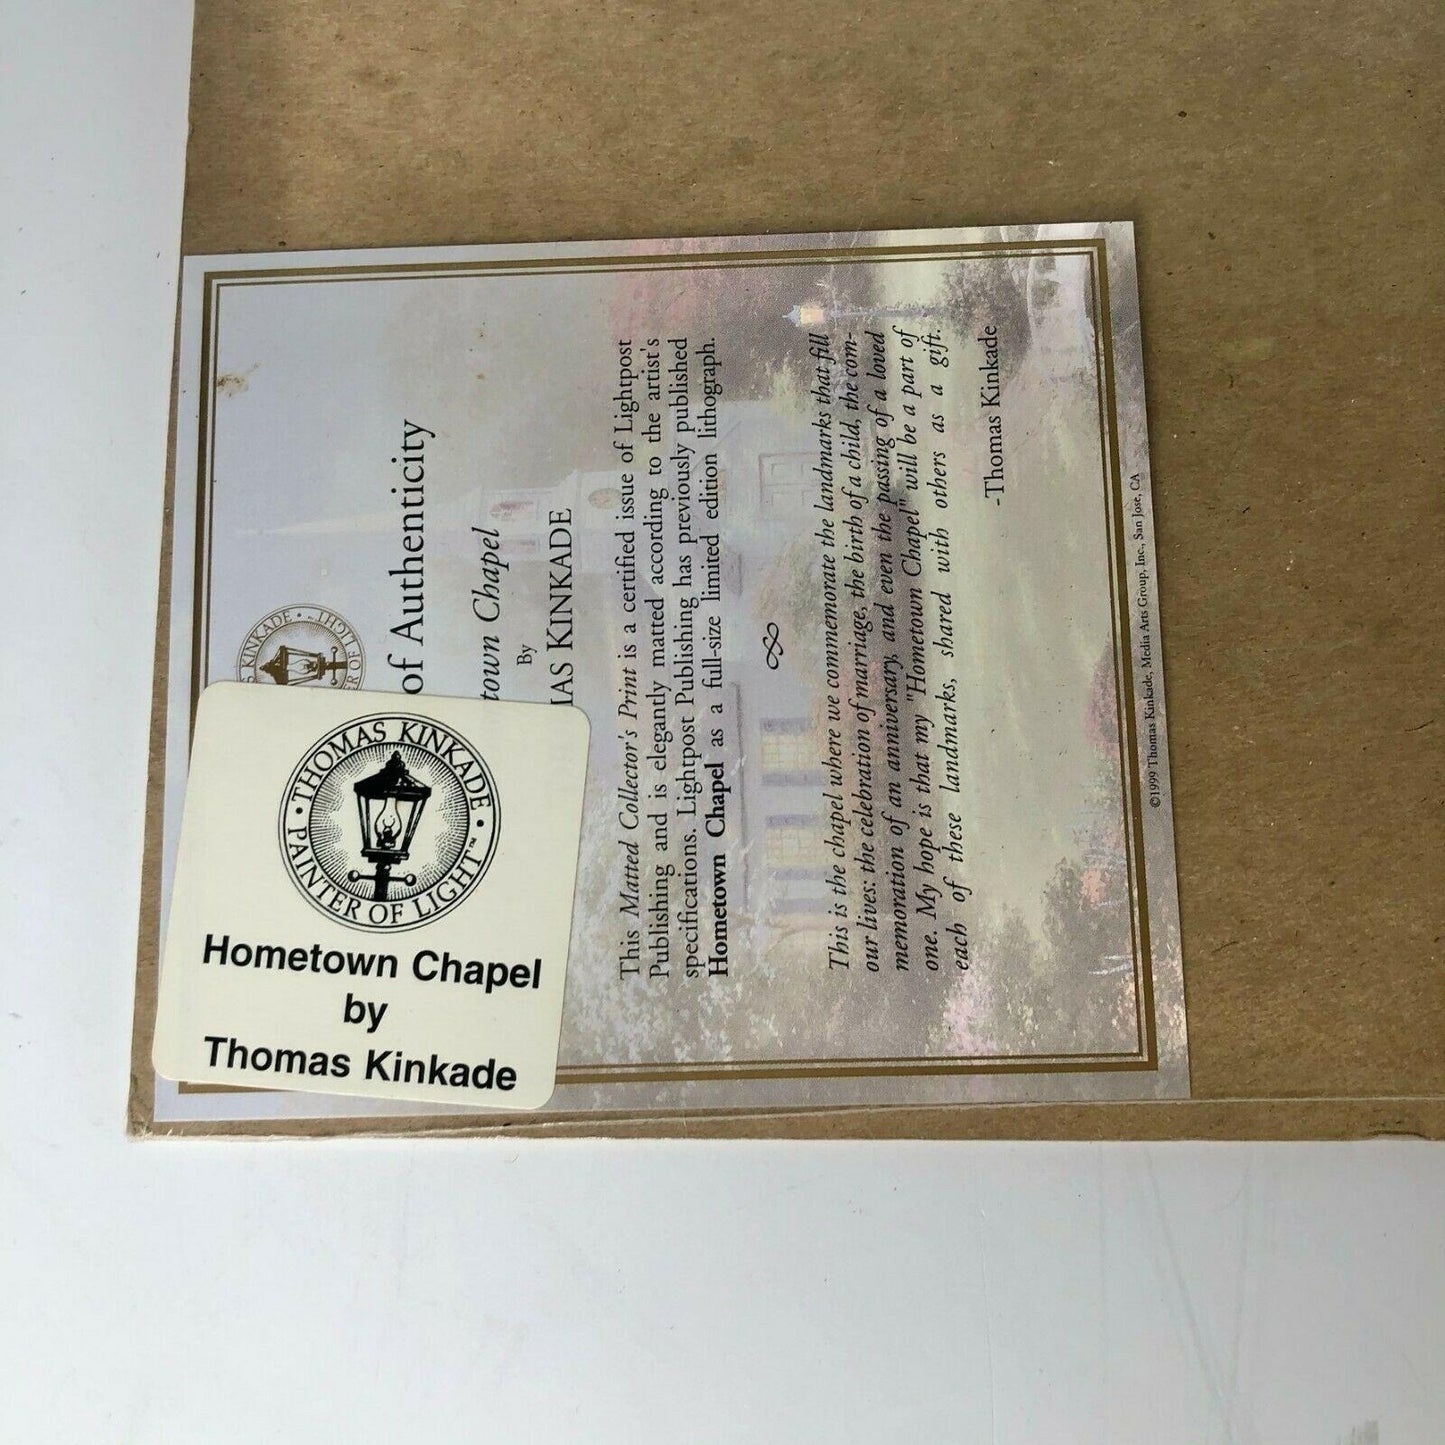 THOMAS KINKADE
PAINTER OF LIGHT™
Hometown Chapel
by
Thomas Kinkade
KINKADE
of Authenticity
town Chapel
By
AS KINKADE
This Matted Collector's Print is a certified issue of Lightpost
Publishing and is elegantly matted according to the artist's
specifications. Lightpost Publishing has previously published
Hometown Chapel as a full-size limited edition lithograph.
This is the chapel where we commemorate the landmarks that fill
our lives: the celebration of marriage, the birth of a child, the com-
memoration of an anniversary, and even the passing of a loved
one. My hope is that my "Hometown Chapel" will be a part of
each of these landmarks, shared with others as a gift.
-Thomas Kinkade
©1999 Thomas Kinkade, Media Arts Group, Inc., San Jose, CA